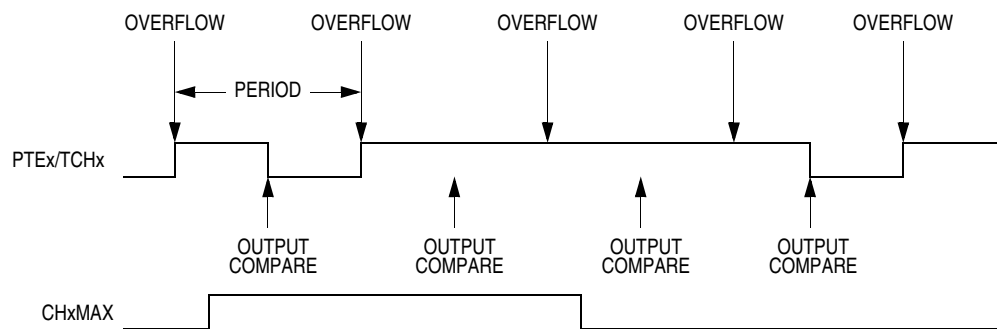 OVERFLOW OVERFLOW OVERFLOW OVERFLOW OVERFLOW
PERIOD
PTEx/TCHx
OUTPUT COMPARE
OUTPUT COMPARE
OUTPUT COMPARE
OUTPUT COMPARE
CHxMAX